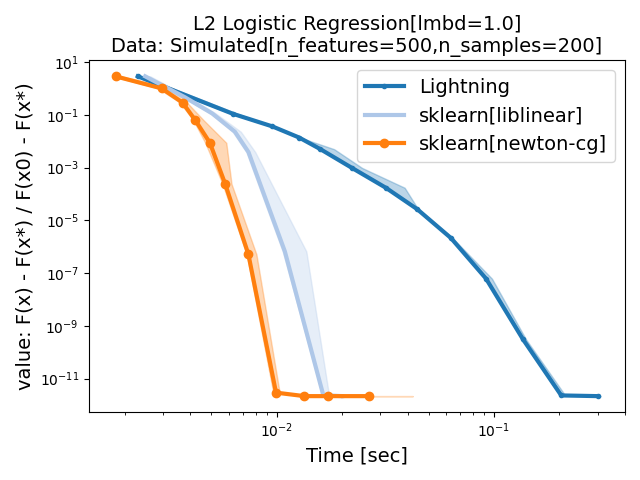 L2 Logistic Regression[lmbd=1.0]
Data: Simulated[n_features=500,n_samples=200]
value: F(x) - F(x*) / F(x0) - F(x*)
10¹
10⁻¹
10⁻³
10⁻⁵
10⁻⁷
10⁻⁹
10⁻¹¹
Lightning
sklearn[liblinear]
sklearn[newton-cg]
10⁻²
10⁻¹
Time [sec]